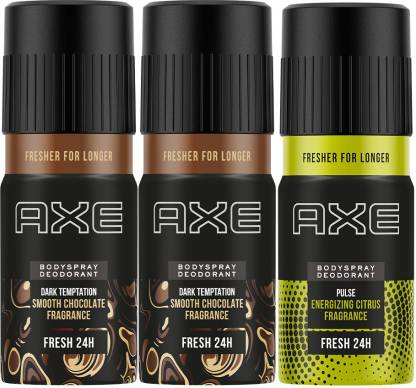 FRESHER FOR LONGER
AXE
BODYSPRAY
DEODORANT
DARK TEMPTATION
SMOOTH CHOCOLATE
FRAGRANCE
FRESH 24H
FRESHER FOR LONGER
AXE
BODYSPRAY
DEODORANT
DARK TEMPTATION
SMOOTH CHOCOLATE
FRAGRANCE
FRESH 24H
FRESHER FOR LONGER
AXE
BODYSPRAY
DEODORANT
PULSE
ENERGIZING CITRUS
FRAGRANCE
FRESH 24H